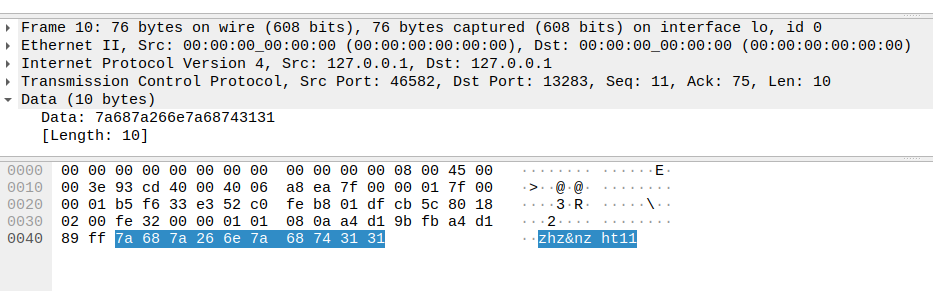 Frame 10: 76 bytes on wire (608 bits), 76 bytes captured (608 bits) on interface lo, id 0
Ethernet II, Src: 00:00:00_00:00:00 (00:00:00:00:00:00), Dst: 00:00:00_00:00:00 (00:00:00:00:00:00)
Internet Protocol Version 4, Src: 127.0.0.1, Dst: 127.0.0.1
Transmission Control Protocol, Src Port: 46582, Dst Port: 13283, Seq: 11, Ack: 75, Len: 10
Data (10 bytes)
Data: 7a687a266e7a68743131
[Length: 10]
0000 00 00 00 00 00 00 00 00 00 00 00 00 08 00 45 00 ········ ······E·
0010 00 3e 93 cd 40 00 40 06 a8 ea 7f 00 00 01 7f 00 ·>··@·@· ········
0020 00 01 b5 f6 33 e3 52 c0 fe b8 01 df cb 5c 80 18 ····3·R· ·····\··
0030 02 00 fe 32 00 00 01 01 08 0a a4 d1 9b fb a4 d1 ···2···· ········
0040 89 ff 7a 68 7a 26 6e 7a 68 74 31 31 ··zhz&nz ht11